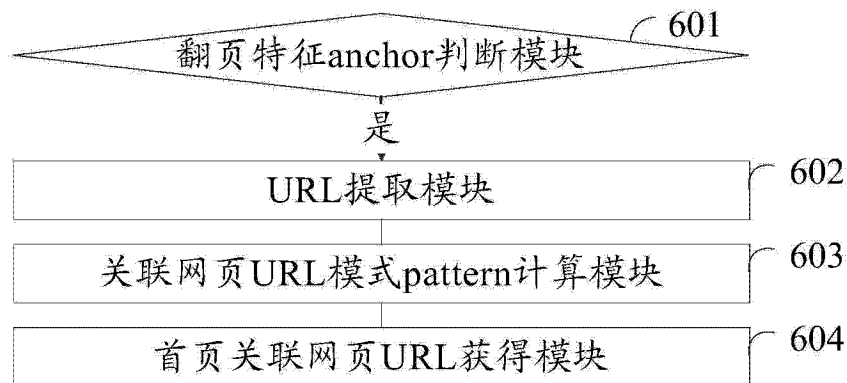 601
翻页特征anchor判断模块
是
602
URL提取模块
603
关联网页URL模式pattern计算模块
604
首页关联网页URL获得模块